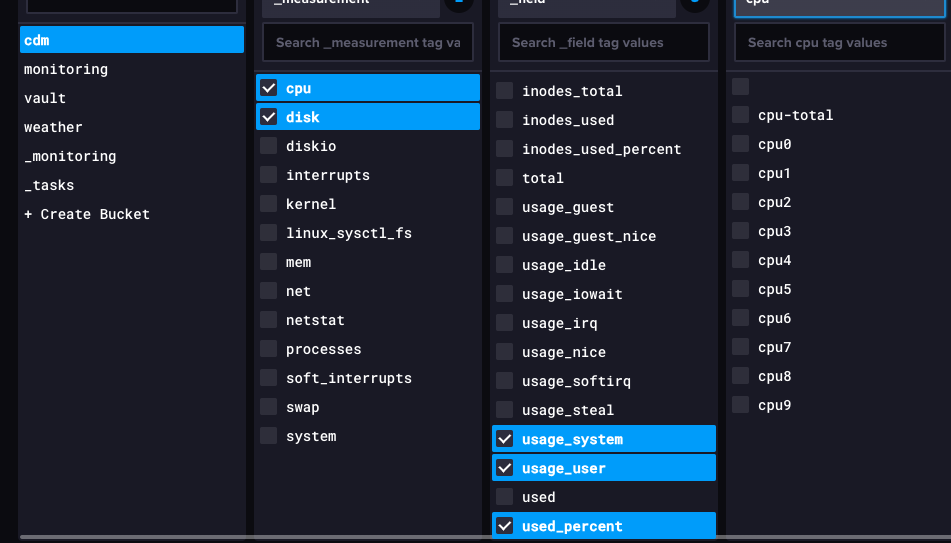 _measurement
_field
cpu
Search _measurement tag va
Search _field tag values
Search cpu tag values
cdm
monitoring
vault
weather
_monitoring
_tasks
+ Create Bucket
cpu
disk
diskio
interrupts
kernel
linux_sysctl_fs
mem
net
netstat
processes
soft_interrupts
swap
system
inodes_total
inodes_used
inodes_used_percent
total
usage_guest
usage_guest_nice
usage_idle
usage_iowait
usage_irq
usage_nice
usage_softirq
usage_steal
usage_system
usage_user
used
used_percent
cpu-total
cpu0
cpu1
cpu2
cpu3
cpu4
cpu5
cpu6
cpu7
cpu8
cpu9